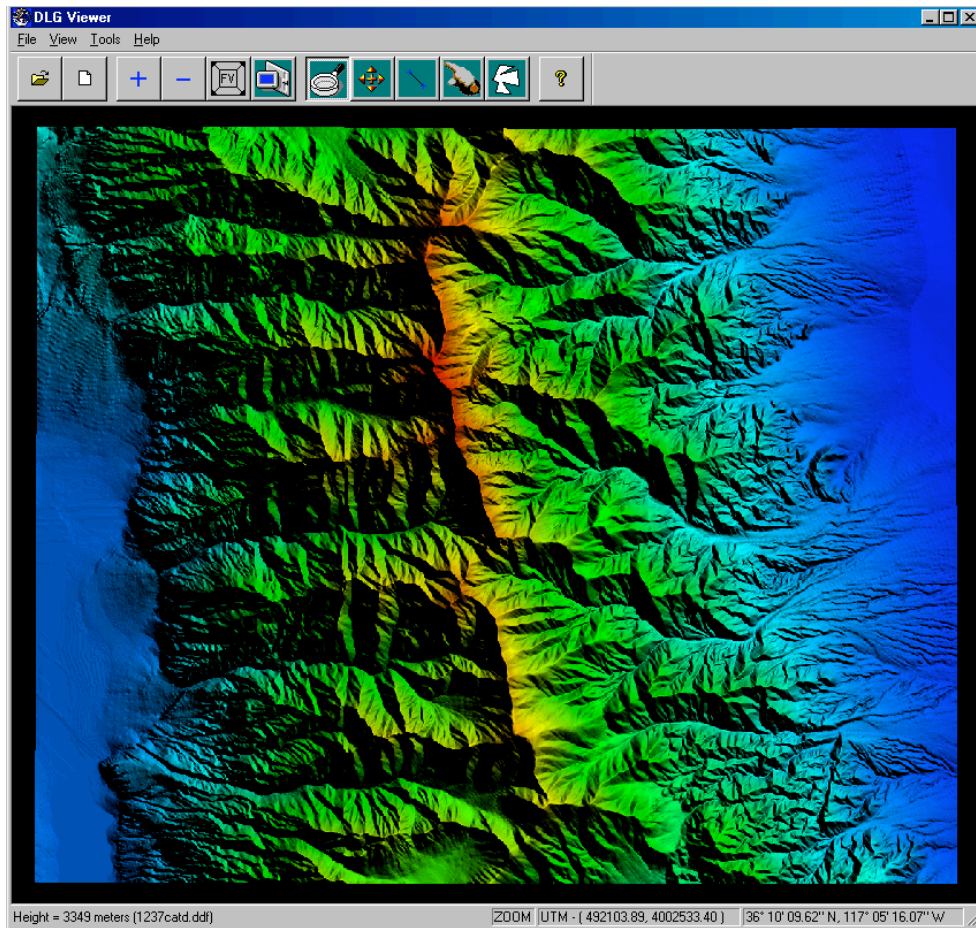 DLG Viewer
File View Tools Help
FV
?
Height = 3349 meters (1237catd.ddf) ZOOM UTM - ( 492103.89, 4002533.40 ) 36° 10' 09.62'' N, 117° 05' 16.07'' W